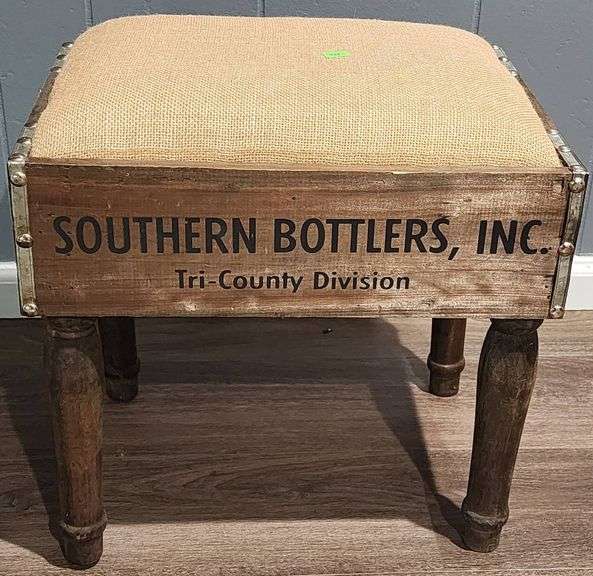 SOUTHERN BOTTLERS, INC.
Tri-County Division